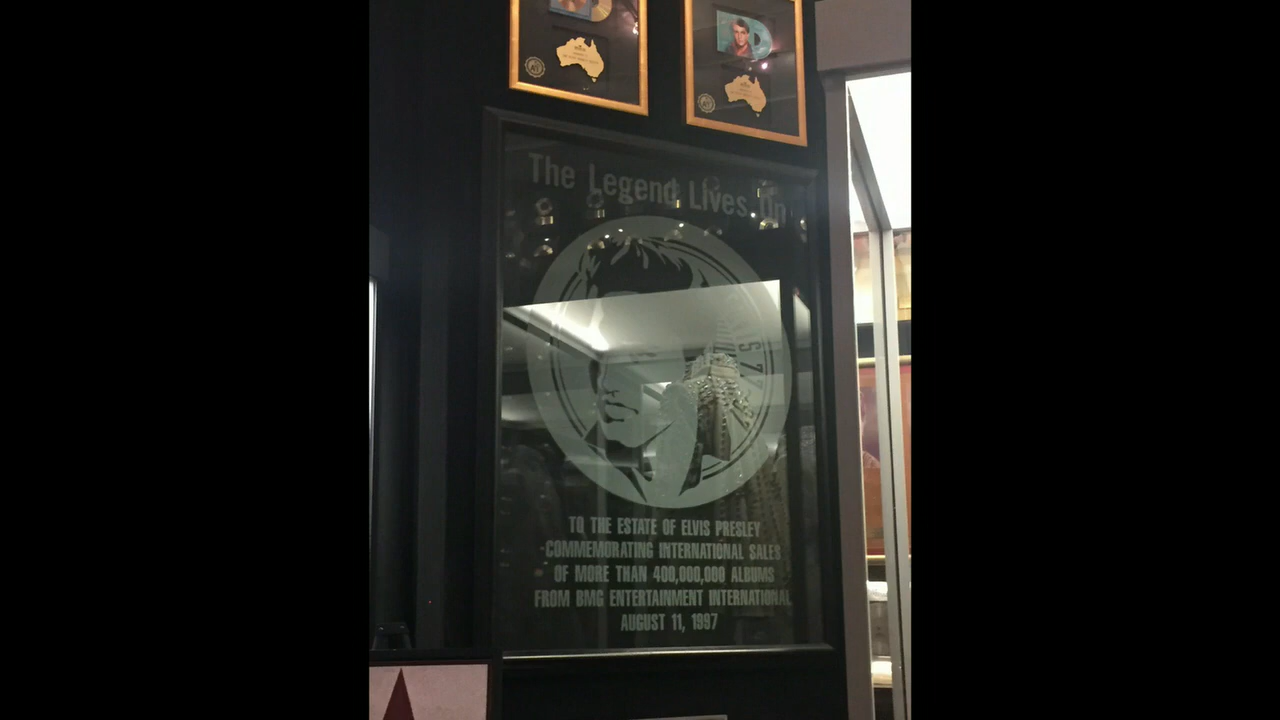 The Legend Lives On
TO THE ESTATE OF ELVIS PRESLEY
COMMEMORATING INTERNATIONAL SALES
OF MORE THAN 400,000,000 ALBUMS
FROM BMG ENTERTAINMENT INTERNATIONAL
AUGUST 11, 1997